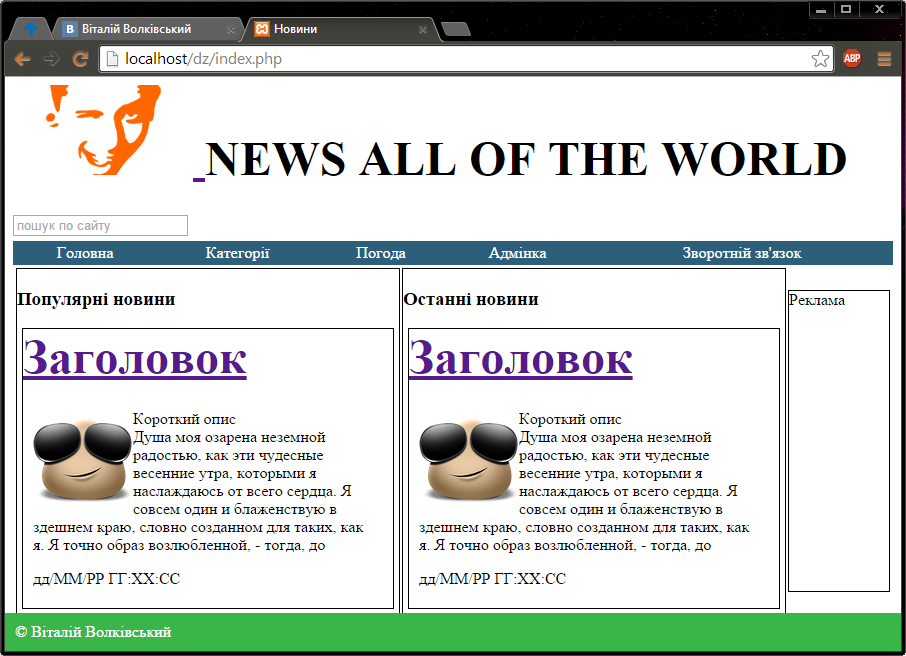 Віталій Волківський
Новини
localhost/dz/index.php
ABP
NEWS ALL OF THE WORLD
пошук по сайту
Головна Категорії Погода Адмінка Зворотній зв'язок
Популярні новини
Заголовок
Короткий опис
Душа моя озарена неземной
радостью, как эти чудесные
весенние утра, которыми я
наслаждаюсь от всего сердца. Я
совсем один и блаженствую в
здешнем краю, словно созданном для таких, как
я. Я точно образ возлюбленной, - тогда, до
дд/ММ/РР ГГ:ХХ:СС
Останні новини
Заголовок
Короткий опис
Душа моя озарена неземной
радостью, как эти чудесные
весенние утра, которыми я
наслаждаюсь от всего сердца. Я
совсем один и блаженствую в
здешнем краю, словно созданном для таких, как
я. Я точно образ возлюбленной, - тогда, до
дд/ММ/РР ГГ:ХХ:СС
Реклама
© Віталій Волківський